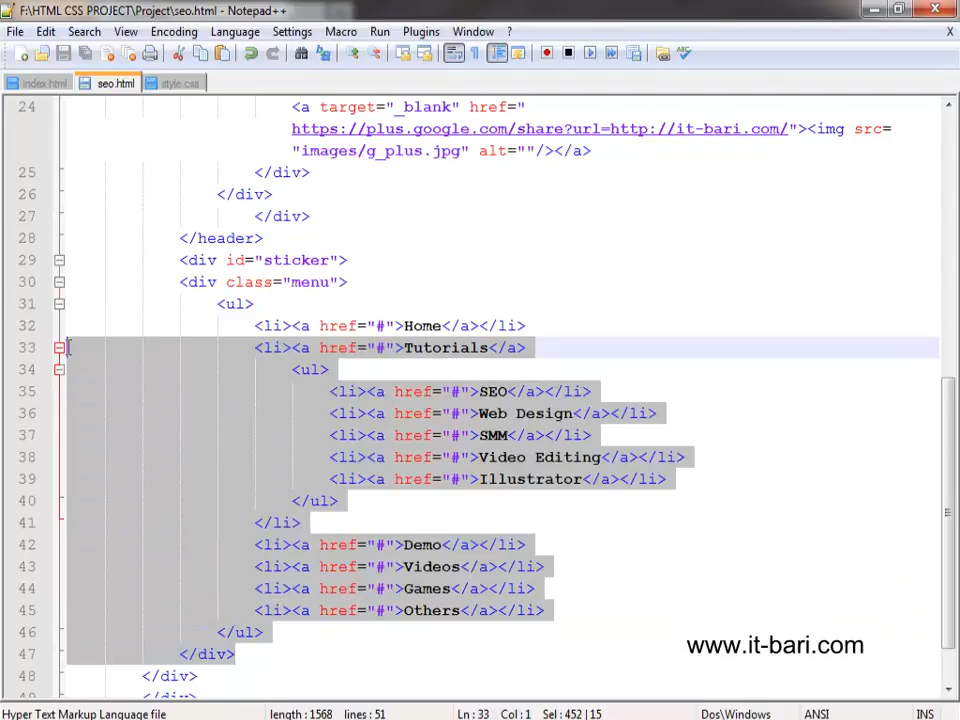 F:\HTML CSS PROJECT\Project\seo.html - Notepad++
File Edit Search View Encoding Language Settings Macro Run Plugins Window ? X
index.html seo.html style.css
24 <a target="_blank" href="
https://plus.google.com/share?url=http://it-bari.com/"><img src=
"images/g_plus.jpg" alt=""/></a>
25 </div>
26 </div>
27 </div>
28 </header>
29 <div id="sticker">
30 <div class="menu">
31 <ul>
32 <li><a href="#">Home</a></li>
33 <li><a href="#">Tutorials</a>
34 <ul>
35 <li><a href="#">SEO</a></li>
36 <li><a href="#">Web Design</a></li>
37 <li><a href="#">SMM</a></li>
38 <li><a href="#">Video Editing</a></li>
39 <li><a href="#">Illustrator</a></li>
40 </ul>
41 </li>
42 <li><a href="#">Demo</a></li>
43 <li><a href="#">Videos</a></li>
44 <li><a href="#">Games</a></li>
45 <li><a href="#">Others</a></li>
46 </ul>
www.it-bari.com
47 </div>
48 </div>
49 </div>
Hyper Text Markup Language file length : 1568 lines : 51 Ln : 33 Col : 1 Sel : 452 | 15 Dos\Windows ANSI INS